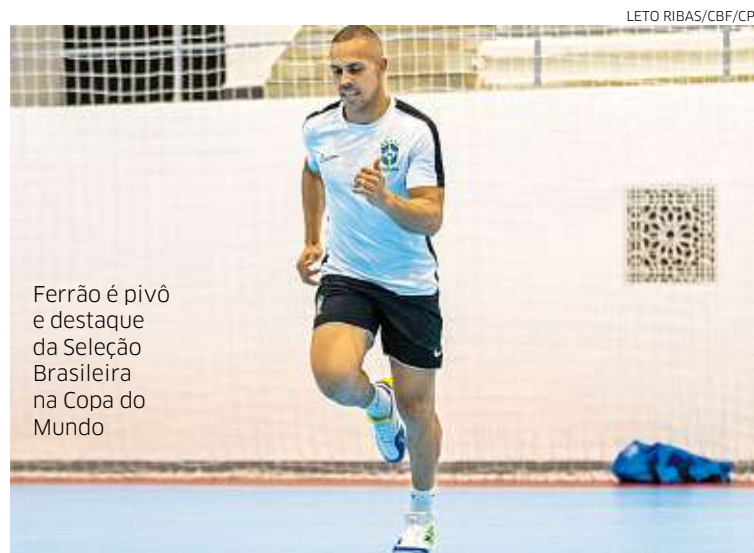 LETO RIBAS/CBF/CP
Ferrão é pivô
e destaque
da Seleção
Brasileira
na Copa do
Mundo